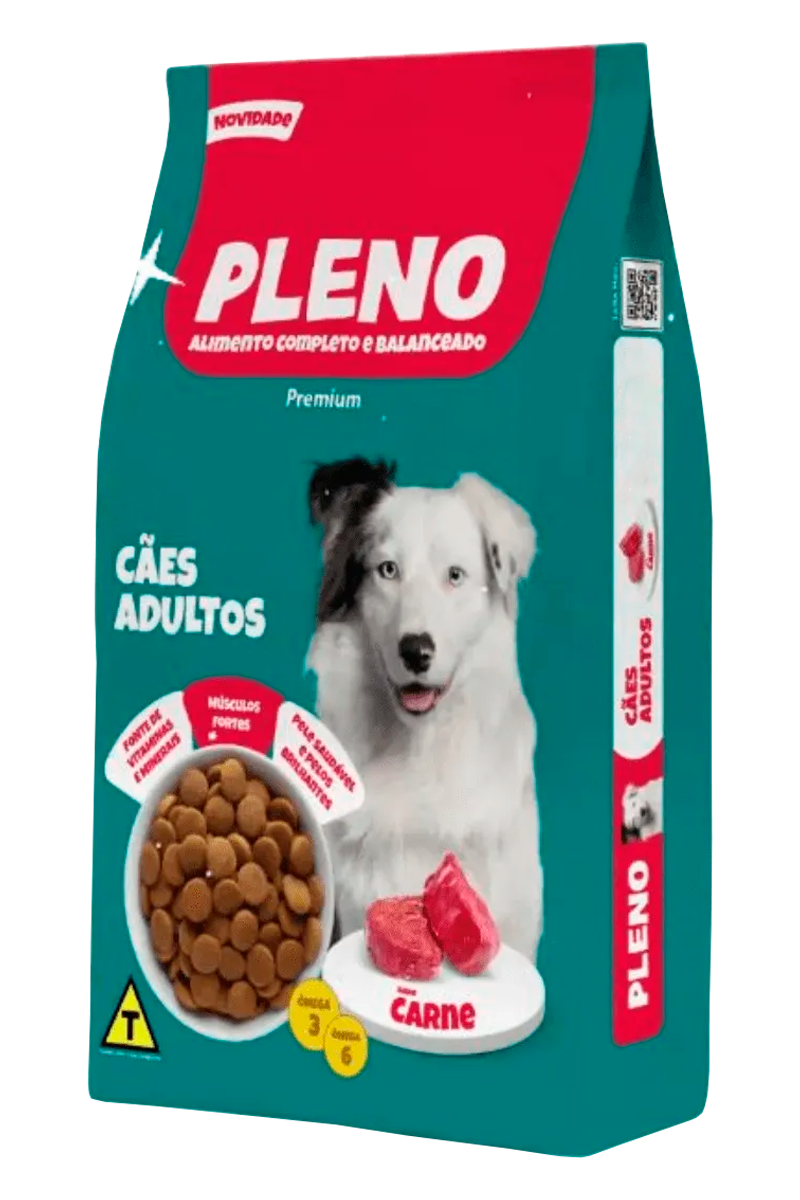 NOVIDADE
PLENO
ALIMENTO COMPLETO E BALANCEADO
Premium
CÃES
ADULTOS
FONTE DE
VITAMINAS
E MINERAIS
MÚSCULOS
FORTES
PELE SAUDÁVEL
E PELOS
BRILHANTES
ÔMEGA
3
ÔMEGA
6
CARNE
T
CARNE
CÃES
ADULTOS
PLENO